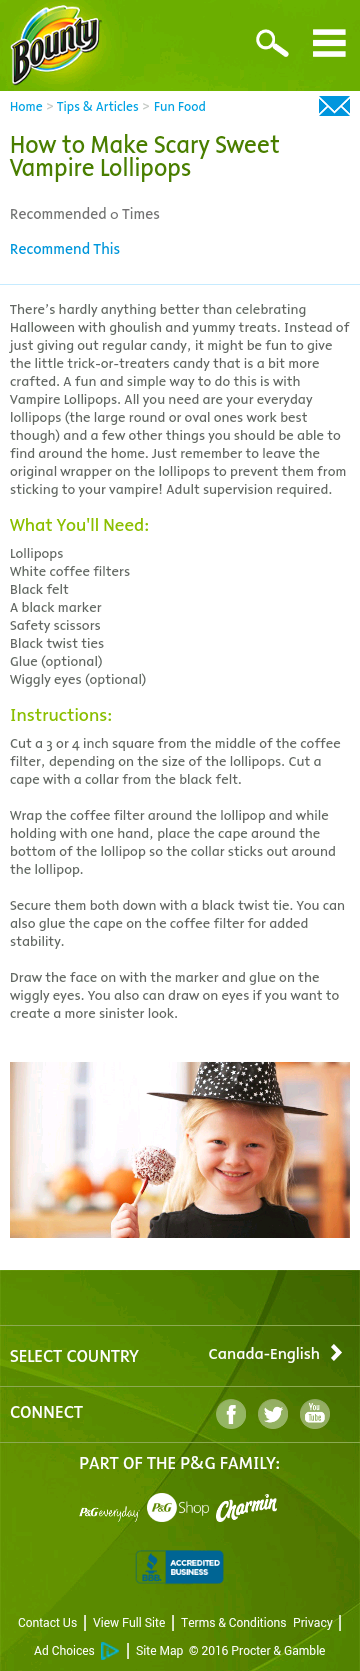 Bounty
Home > Tips & Articles > Fun Food
How to Make Scary Sweet
Vampire Lollipops
Recommended 0 Times
Recommend This
There's hardly anything better than celebrating
Halloween with ghoulish and yummy treats. Instead of
just giving out regular candy, it might be fun to give
the little trick-or-treaters candy that is a bit more
crafted. A fun and simple way to do this is with
Vampire Lollipops. All you need are your everyday
lollipops (the large round or oval ones work best
though) and a few other things you should be able to
find around the home. Just remember to leave the
original wrapper on the lollipops to prevent them from
sticking to your vampire! Adult supervision required.
What You'll Need:
Lollipops
White coffee filters
Black felt
A black marker
Safety scissors
Black twist ties
Glue (optional)
Wiggly eyes (optional)
Instructions:
Cut a 3 or 4 inch square from the middle of the coffee
filter, depending on the size of the lollipops. Cut a
cape with a collar from the black felt.
Wrap the coffee filter around the lollipop and while
holding with one hand, place the cape around the
bottom of the lollipop so the collar sticks out around
the lollipop.
Secure them both down with a black twist tie. You can
also glue the cape on the coffee filter for added
stability.
Draw the face on with the marker and glue on the
wiggly eyes. You also can draw on eyes if you want to
create a more sinister look.
SELECT COUNTRY Canada-English
CONNECT f You Tube
PART OF THE P&G FAMILY:
P&G everyday P&G Shop Charmin
BBB ACCREDITED
BUSINESS
Contact Us | View Full Site | Terms & Conditions Privacy |
Ad Choices | Site Map © 2016 Procter & Gamble